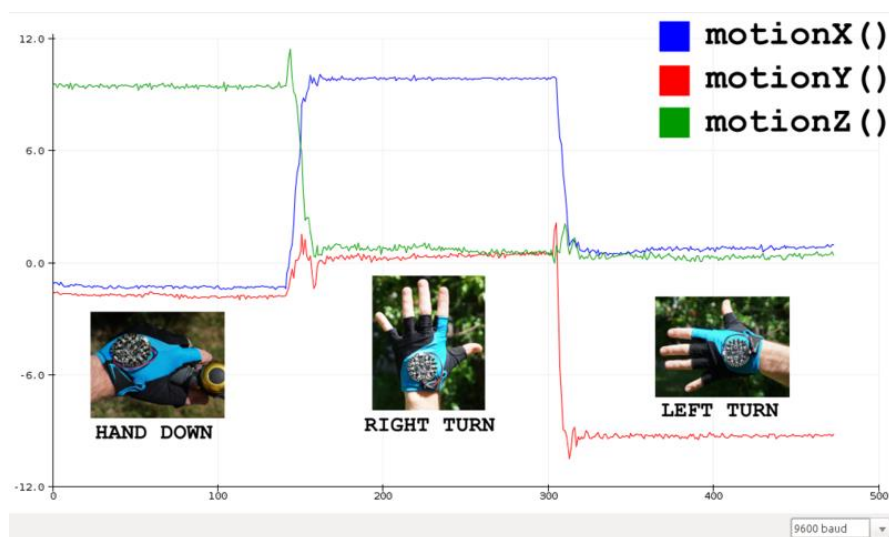 12.0
6.0
0.0
-6.0
-12.0
0
100
200
300
400
500
motionX()
motionY()
motionZ()
HAND DOWN
RIGHT TURN
LEFT TURN
9600 baud